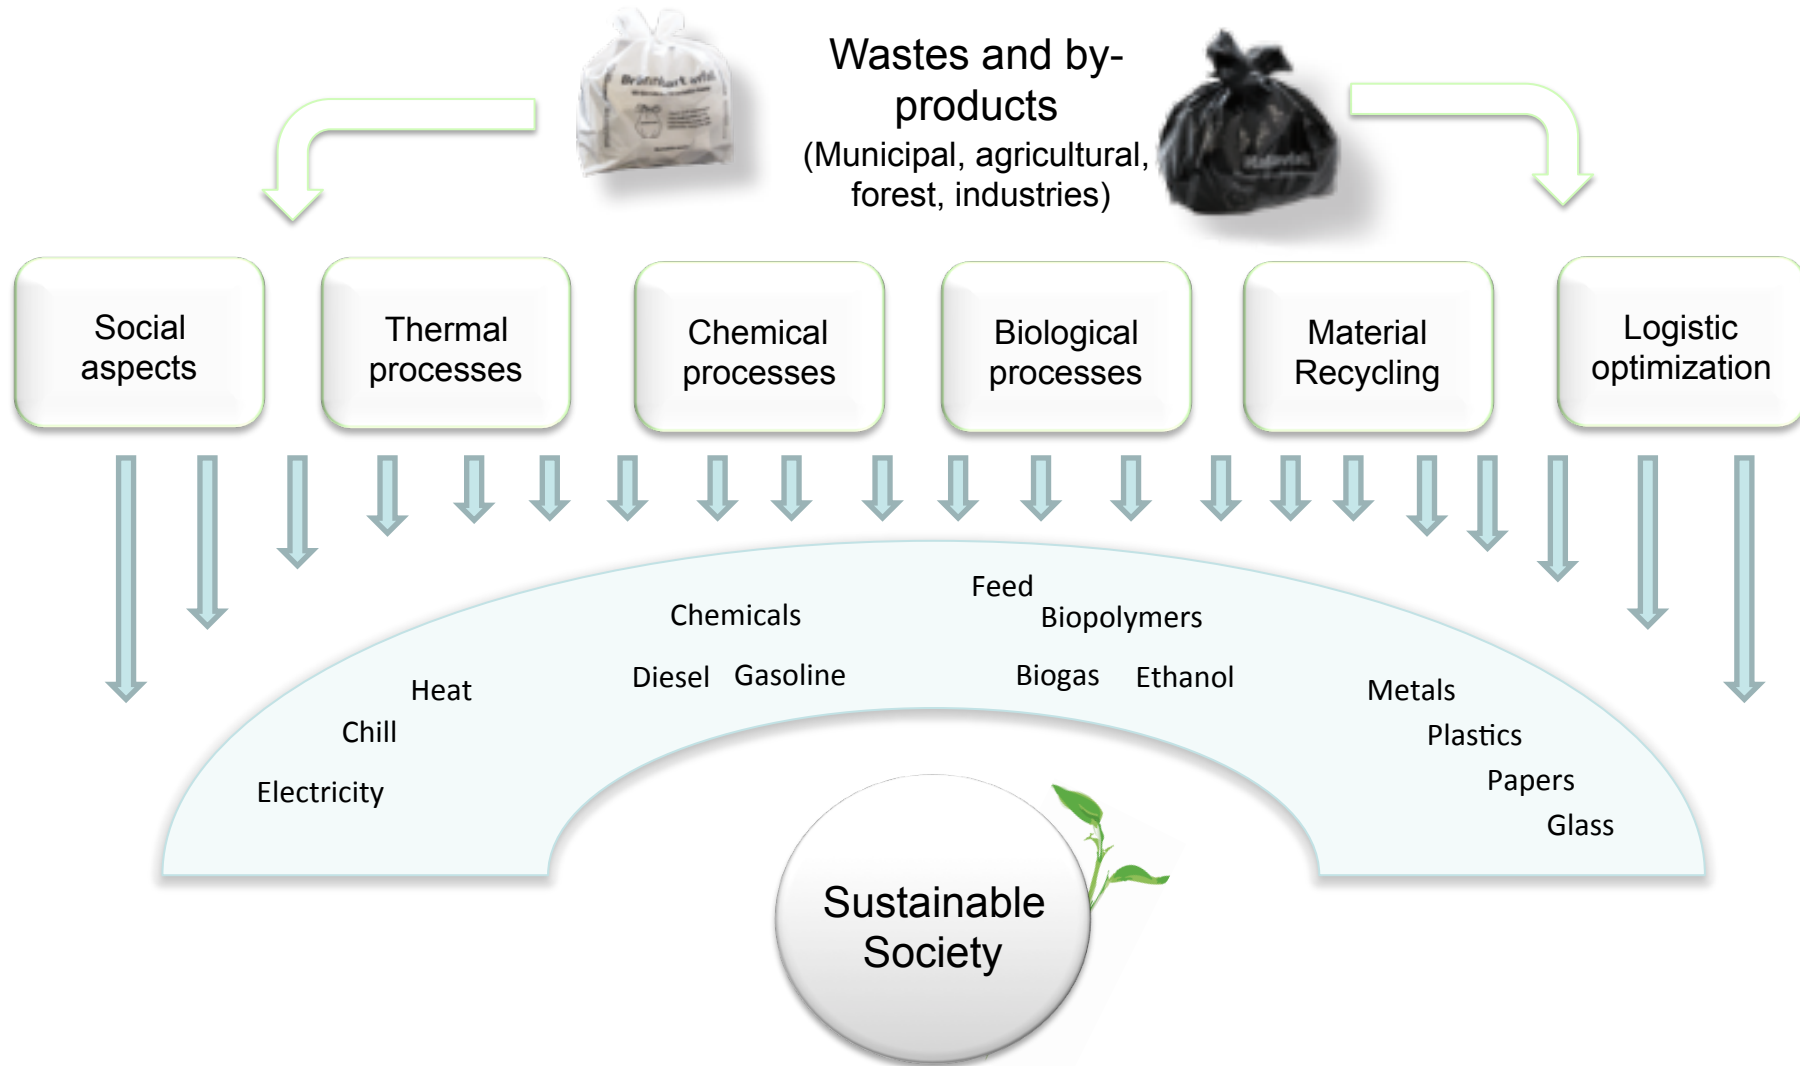 Wastes and by-
products
(Municipal, agricultural,
forest, industries)
Social
aspects
Thermal
processes
Chemical
processes
Biological
processes
Material
Recycling
Logistic
optimization
Feed
Chemicals
Biopolymers
Diesel
Gasoline
Biogas
Ethanol
Heat
Chill
Electricity
Metals
Plastics
Papers
Glass
Sustainable
Society